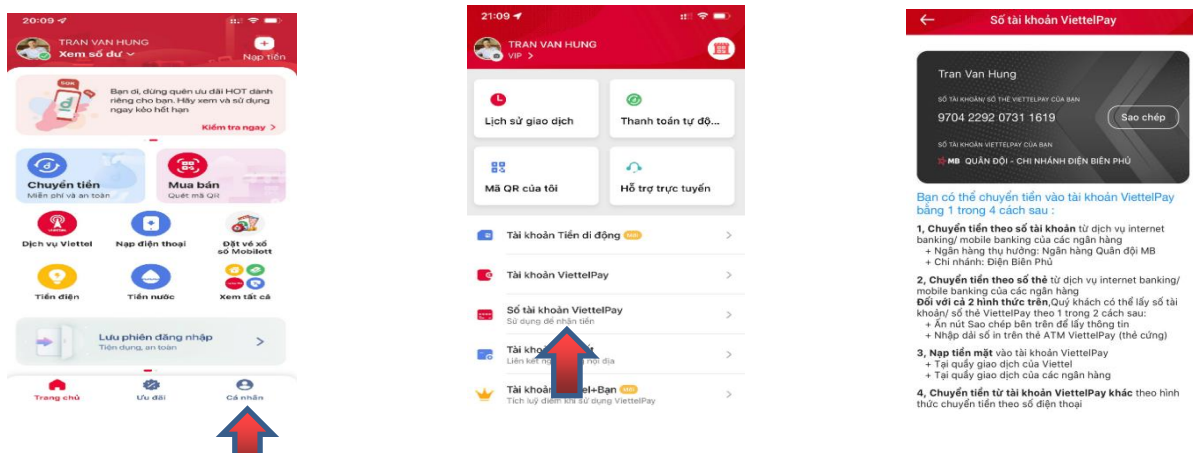 20:09
TRAN VAN HUNG
Xem số dư
Nạp tiền
Bạn ơi, đừng quên ưu đãi HOT dành
riêng cho bạn. Hãy xem và sử dụng
ngay kẻo hết hạn
Kiểm tra ngay >
Chuyển tiền
Miễn phí và an toàn
Mua bán
Quét mã QR
Dịch vụ Viettel
Nạp điện thoại
Đặt vé xổ
số Mobilott
Tiền điện
Tiền nước
Xem tất cả
Lưu phiên đăng nhập
Tiện dụng, an toàn
Trang chủ
Ưu đãi
Cá nhân
21:09
TRAN VAN HUNG
VIP >
Lịch sử giao dịch
Thanh toán tự độ...
Mã QR của tôi
Hỗ trợ trực tuyến
Tài khoản Tiền di động
Tài khoản ViettelPay
Số tài khoản ViettelPay
Sử dụng để nhận tiền
Tài
Liên kết nội địa
Tài khoản +Bạn
Tích luỹ điểm khi sử dụng ViettelPay
Số tài khoản ViettelPay
Tran Van Hung
SỐ TÀI KHOẢN/ SỐ THẺ VIETTELPAY CỦA BẠN
9704 2292 0731 1619
Sao chép
SỐ TÀI KHOẢN VIETTELPAY CỦA BẠN
MB QUÂN ĐỘI - CHI NHÁNH ĐIỆN BIÊN PHỦ
Bạn có thể chuyển tiền vào tài khoản ViettelPay
bằng 1 trong 4 cách sau :
1, Chuyển tiền theo số tài khoản từ dịch vụ internet
banking/ mobile banking của các ngân hàng
+ Ngân hàng thụ hưởng: Ngân hàng Quân đội MB
+ Chi nhánh: Điện Biên Phủ
2, Chuyển tiền theo số thẻ từ dịch vụ internet banking/
mobile banking của các ngân hàng
Đối với cả 2 hình thức trên,Quý khách có thể lấy số tài
khoản/ số thẻ ViettelPay theo 1 trong 2 cách sau:
+ Ấn nút Sao chép bên trên để lấy thông tin
+ Nhập dải số in trên thẻ ATM ViettelPay (thẻ cứng)
3, Nạp tiền mặt vào tài khoản ViettelPay
+ Tại quầy giao dịch của Viettel
+ Tại quầy giao dịch của các ngân hàng
4, Chuyển tiền từ tài khoản ViettelPay khác theo hình
thức chuyển tiền theo số điện thoại